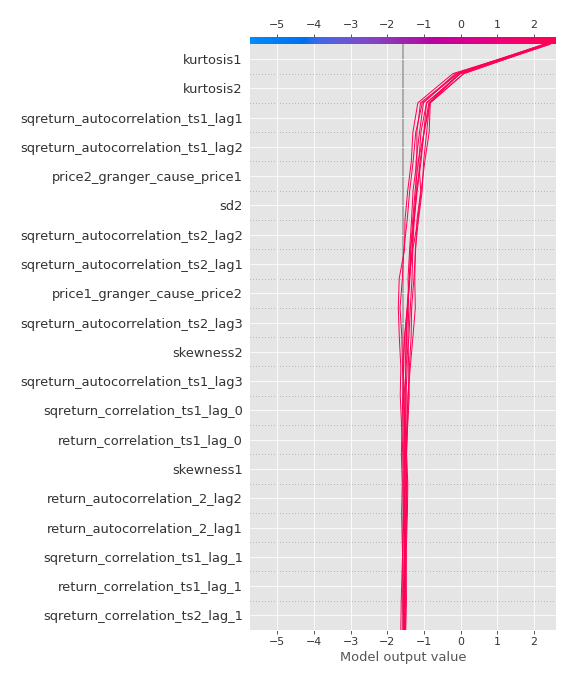 −5 −4 −3 −2 −1 0 1 2
kurtosis1
kurtosis2
sqreturn_autocorrelation_ts1_lag1
sqreturn_autocorrelation_ts1_lag2
price2_granger_cause_price1
sd2
sqreturn_autocorrelation_ts2_lag2
sqreturn_autocorrelation_ts2_lag1
price1_granger_cause_price2
sqreturn_autocorrelation_ts2_lag3
skewness2
sqreturn_autocorrelation_ts1_lag3
sqreturn_correlation_ts1_lag_0
return_correlation_ts1_lag_0
skewness1
return_autocorrelation_2_lag2
return_autocorrelation_2_lag1
sqreturn_correlation_ts1_lag_1
return_correlation_ts1_lag_1
sqreturn_correlation_ts2_lag_1
−5 −4 −3 −2 −1 0 1 2
Model output value